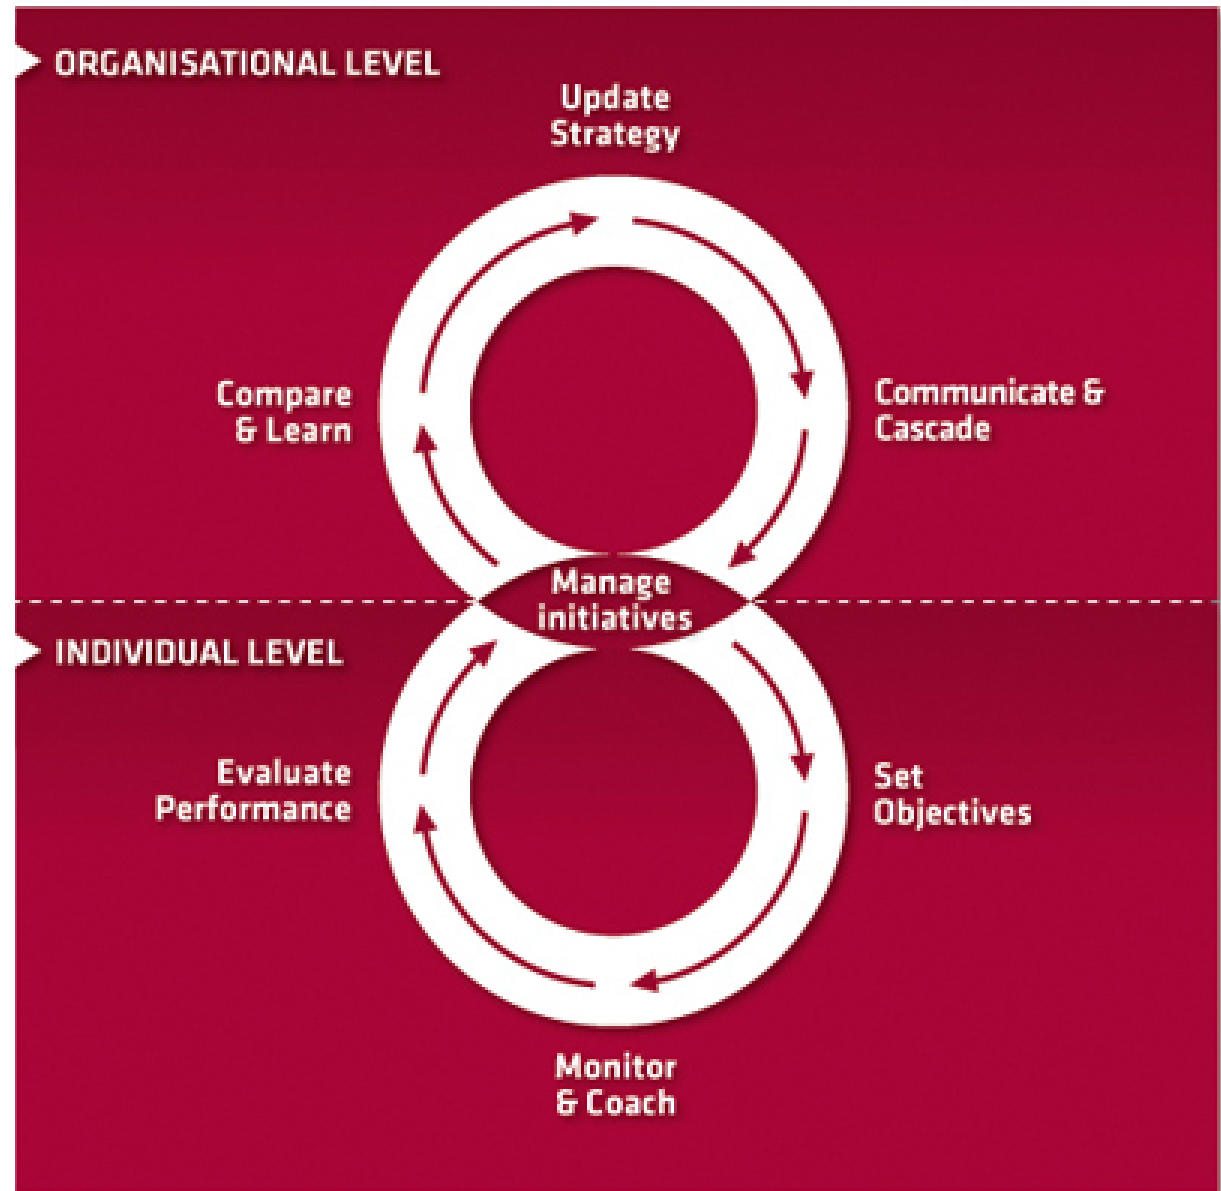 ORGANISATIONAL LEVEL
Update
Strategy
Compare
& Learn
Communicate &
Cascade
Manage
initiatives
INDIVIDUAL LEVEL
Evaluate
Performance
Set
Objectives
Monitor
& Coach